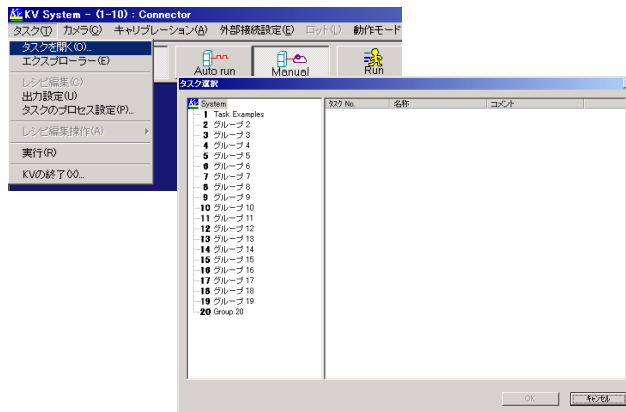 KV System - (1-10) : Connector
タスク(T) カメラ(C) キャリブレーション(A) 外部接続設定(E) ロット(L) 動作モード
タスクを開く(O)...
エクスプローラー(E)
レシピ編集(C)
出力設定(U)
タスクのプロセス設定(P)...
レシピ編集操作(A)
実行(R)
KVの終了(X)...
Auto run Manual Run
タスク選択
System
1 Task Examples
2 グループ 2
3 グループ 3
4 グループ 4
5 グループ 5
6 グループ 6
7 グループ 7
8 グループ 8
9 グループ 9
10 グループ 10
11 グループ 11
12 グループ 12
13 グループ 13
14 グループ 14
15 グループ 15
16 グループ 16
17 グループ 17
18 グループ 18
19 グループ 19
20 Group 20
タスク No. 名称 コメント
OK キャンセル